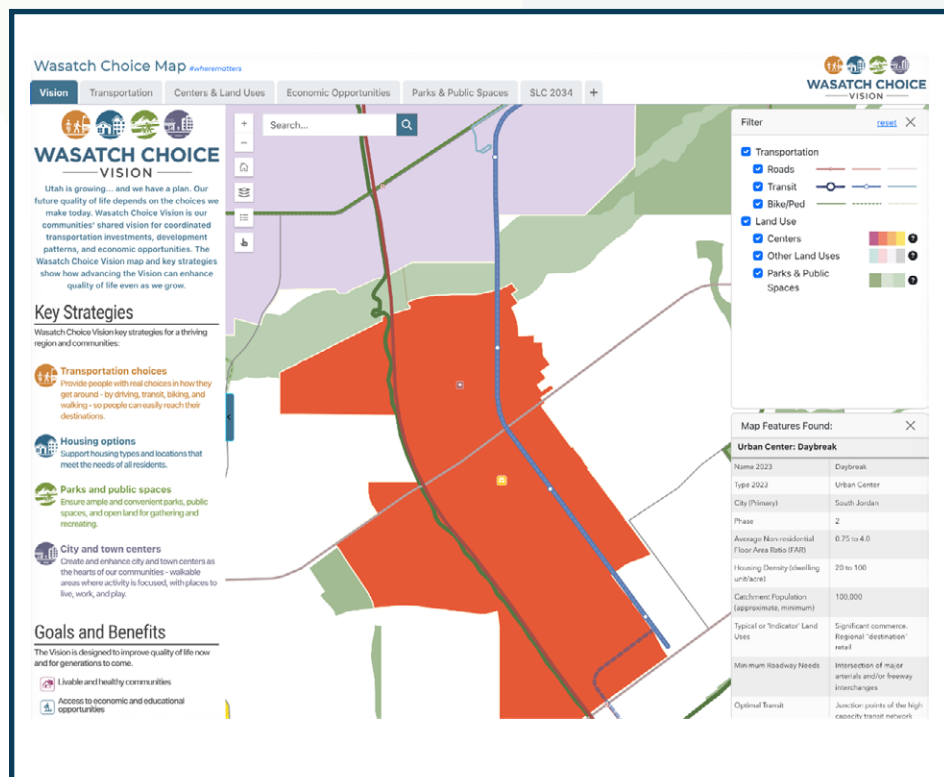 Wasatch Choice Map #wherematters
WASATCH CHOICE
VISION
Vision
Transportation
Centers & Land Uses
Economic Opportunities
Parks & Public Spaces
SLC 2034
+
WASATCH CHOICE
VISION
Utah is growing... and we have a plan. Our
future quality of life depends on the choices we
make today. Wasatch Choice Vision is our
communities' shared vision for coordinated
transportation investments, development
patterns, and economic opportunities. The
Wasatch Choice Vision map and key strategies
show how advancing the Vision can enhance
quality of life even as we grow.
Key Strategies
Wasatch Choice Vision key strategies for a thriving
region and communities:
Transportation choices
Provide people with real choices in how they
get around - by driving, transit, biking, and
walking - so people can easily reach their
destinations.
Housing options
Support housing types and locations that
meet the needs of all residents.
Parks and public spaces
Ensure ample and convenient parks, public
spaces, and open land for gathering and
recreating.
City and town centers
Create and enhance city and town centers as
the hearts of our communities - walkable
areas where activity is focused, with places to
live, work, and play.
Goals and Benefits
The Vision is designed to improve quality of life now
and for generations to come.
Livable and healthy communities
Access to economic and educational
opportunities
+
−
Search...
Filter
reset
Transportation
Roads
Transit
Bike/Ped
Land Use
Centers ?
Other Land Uses ?
Parks & Public ?
Spaces
Map Features Found:
Urban Center: Daybreak
Name 2023 Daybreak
Type 2023 Urban Center
City (Primary) South Jordan
Phase 2
Average Non-residential 0.75 to 4.0
Floor Area Ratio (FAR)
Housing Density (dwelling 20 to 100
unit/acre)
Catchment Population 100,000
(approximate, minimum)
Typical or "Indicator" Land Significant commerce.
Uses Regional "destination"
retail
Minimum Roadway Needs Intersection of major
arterials and/or freeway
interchanges
Optimal Transit Junction points of the high
capacity transit network